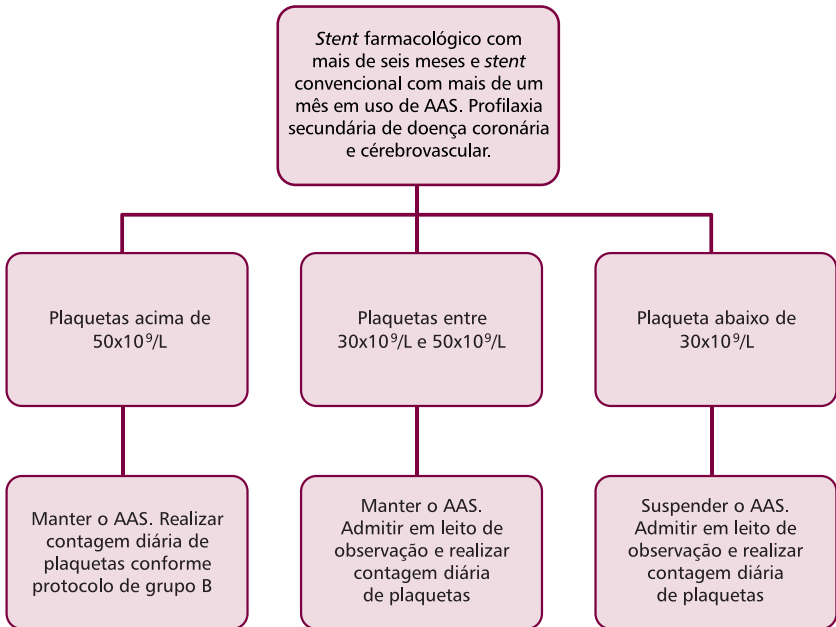 Stent farmacológico com
mais de seis meses e stent
convencional com mais de um
mês em uso de AAS. Profilaxia
secundária de doença coronária
e cérebrovascular.
Plaquetas acima de
50x10⁹/L
Plaquetas entre
30x10⁹/L e 50x10⁹/L
Plaqueta abaixo de
30x10⁹/L
Manter o AAS. Realizar
contagem diária de
plaquetas conforme
protocolo de grupo B
Manter o AAS.
Admitir em leito de
observação e realizar
contagem diária
de plaquetas
Suspender o AAS.
Admitir em leito de
observação e realizar
contagem diária
de plaquetas